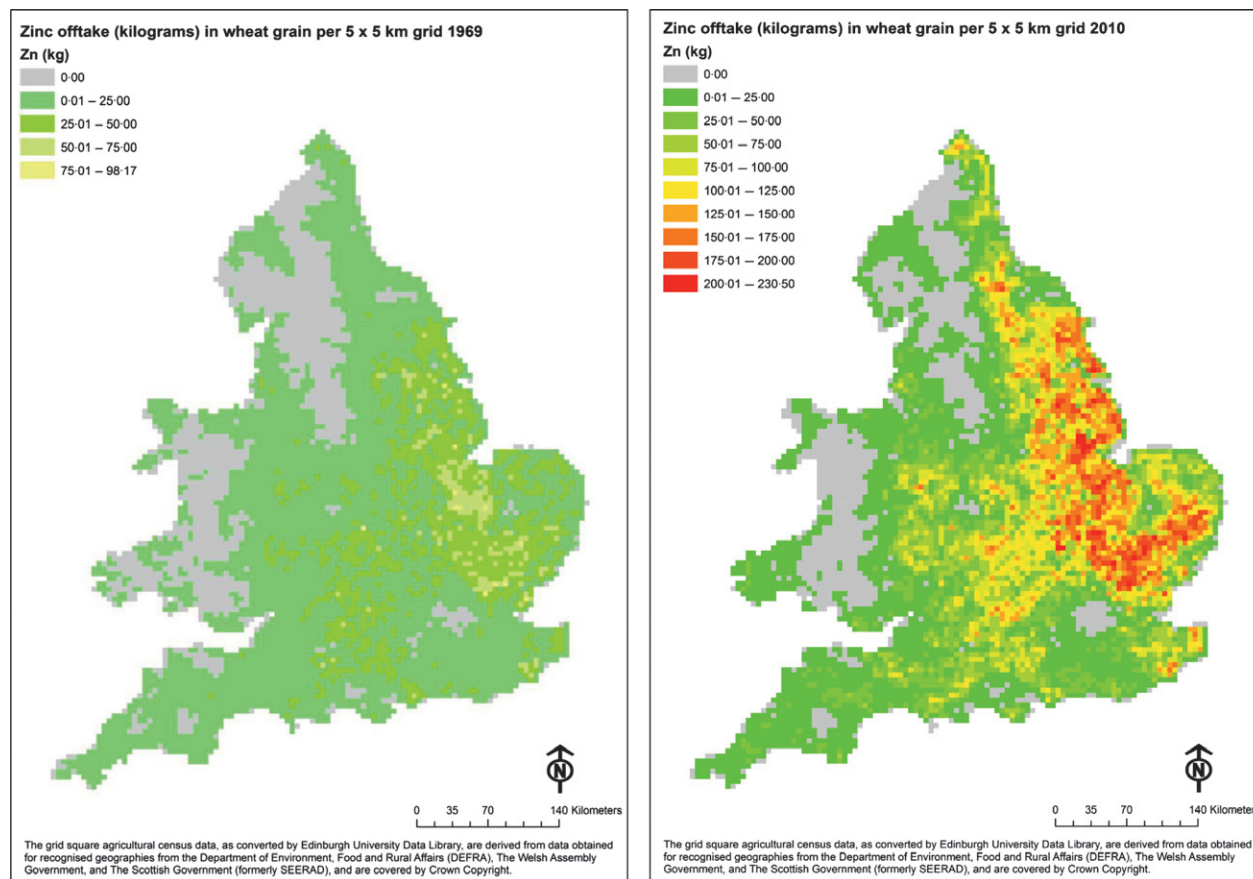 Zinc offtake (kilograms) in wheat grain per 5 x 5 km grid 1969
Zn (kg)
0·00
0·01 – 25·00
25·01 – 50·00
50·01 – 75·00
75·01 – 98·17
N
0 35 70 140 Kilometers
The grid square agricultural census data, as converted by Edinburgh University Data Library, are derived from data obtained
for recognised geographies from the Department of Environment, Food and Rural Affairs (DEFRA), The Welsh Assembly
Government, and The Scottish Government (formerly SEERAD), and are covered by Crown Copyright.
Zinc offtake (kilograms) in wheat grain per 5 x 5 km grid 2010
Zn (kg)
0·00
0·01 – 25·00
25·01 – 50·00
50·01 – 75·00
75·01 – 100·00
100·01 – 125·00
125·01 – 150·00
150·01 – 175·00
175·01 – 200·00
200·01 – 230·50
N
0 35 70 140 Kilometer
The grid square agricultural census data, as converted by Edinburgh University Data Library, are derived from data obtained
for recognised geographies from the Department of Environment, Food and Rural Affairs (DEFRA), The Welsh Assembly
Government, and The Scottish Government (formerly SEERAD), and are covered by Crown Copyright.